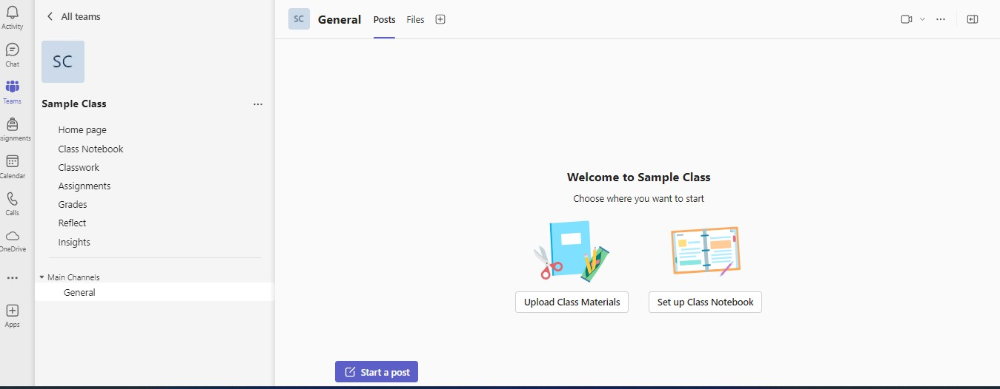 Activity
Chat
Teams
ssignments
Calendar
Calls
OneDrive
Apps
All teams
SC
Sample Class
Home page
Class Notebook
Classwork
Assignments
Grades
Reflect
Insights
Main Channels
General
SC
General
Posts
Files
Welcome to Sample Class
Choose where you want to start
Upload Class Materials
Set up Class Notebook
Start a post